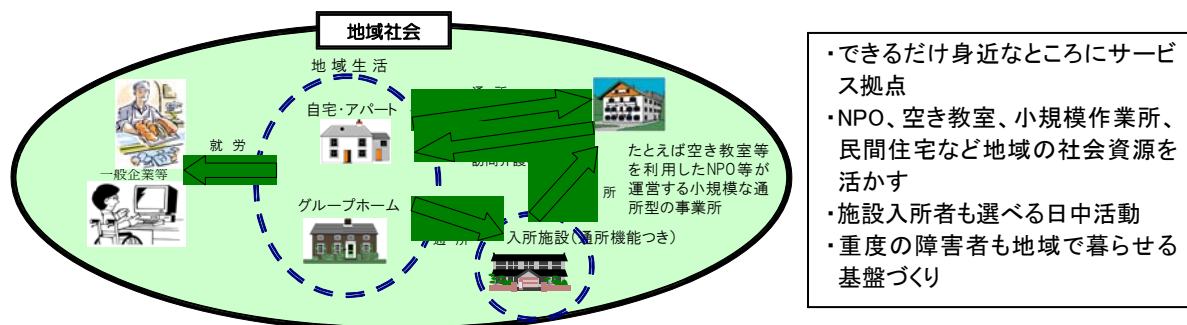 地域社会
地域生活
自宅・アパート
就 労
一般企業等
訪問介護
グループホーム
たとえば空き教室等
を利用したNPO等が
運営する小規模な通
所型の事業所
所
入所施設(通所機能つき)
・できるだけ身近なところにサービ
ス拠点
・NPO、空き教室、小規模作業所、
民間住宅など地域の社会資源を
活かす
・施設入所者も選べる日中活動
・重度の障害者も地域で暮らせる
基盤づくり